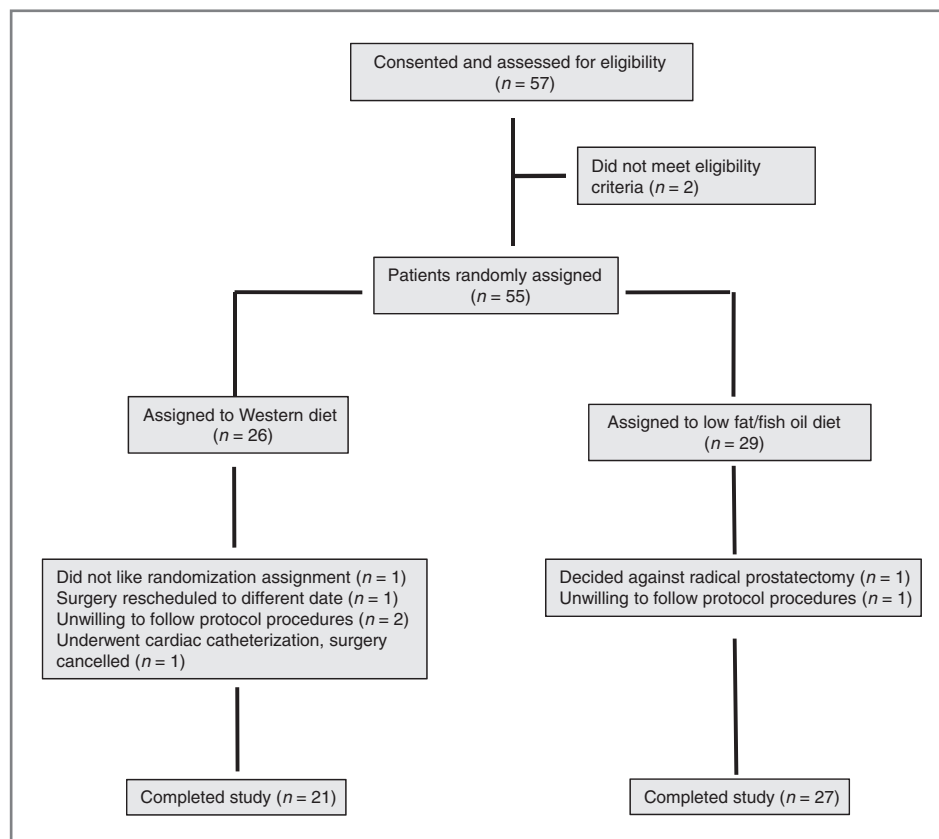 Consented and assessed for eligibility
(n = 57)
Did not meet eligibility
criteria (n = 2)
Patients randomly assigned
(n = 55)
Assigned to Western diet
(n = 26)
Assigned to low fat/fish oil diet
(n = 29)
Did not like randomization assignment (n = 1)
Surgery rescheduled to different date (n = 1)
Unwilling to follow protocol procedures (n = 2)
Underwent cardiac catheterization, surgery
cancelled (n = 1)
Decided against radical prostatectomy (n = 1)
Unwilling to follow protocol procedures (n = 1)
Completed study (n = 21)
Completed study (n = 27)